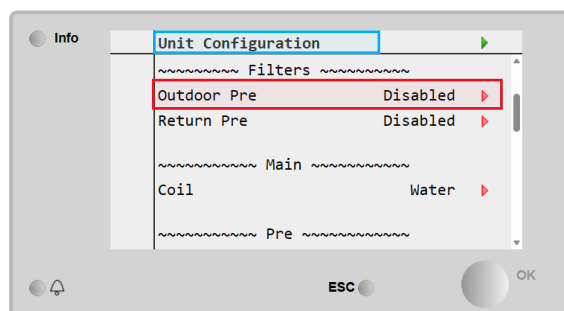 Info
Unit Configuration
~~~~~~~~~ Filters ~~~~~~~~~~
Outdoor Pre Disabled
Return Pre Disabled
~~~~~~~~~~~ Main ~~~~~~~~~~~
Coil Water
~~~~~~~~~~~ Pre ~~~~~~~~~~~~
ESC
OK